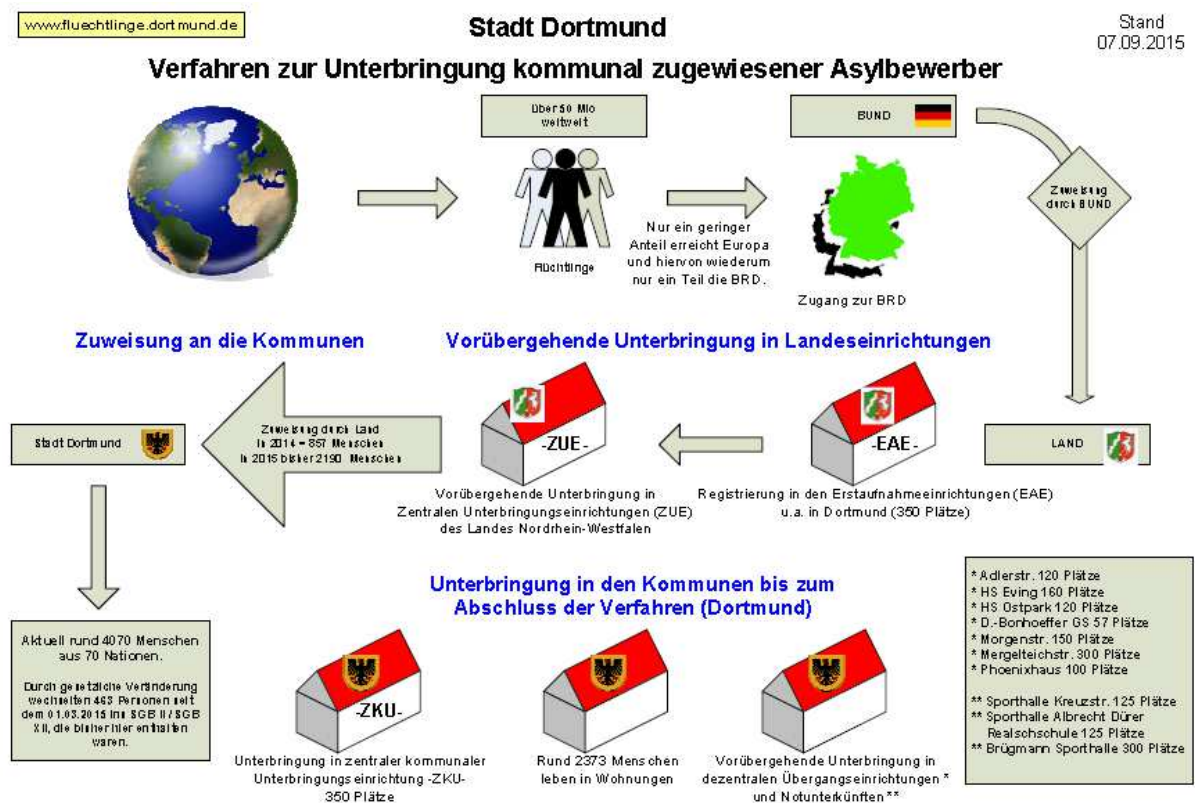 www.fluechtlinge.dortmund.de
Stadt Dortmund
Stand
07.09.2015
Verfahren zur Unterbringung kommunal zugewiesener Asylbewerber
über 50 Mio
weltweit
BUND
Zuweisung
durch BUND
Flüchtlinge
Nur ein geringer
Anteil erreicht Europa
und hiervon wiederum
nur ein Teil die BRD.
Zugang zur BRD
Zuweisung an die Kommunen
Vorübergehende Unterbringung in Landeseinrichtungen
Stadt Dortmund
Zuweisung durch Land
in 2014 = 857 Menschen
in 2015 bisher 2190 Menschen
-ZUE-
-EAE-
LAND
Vorübergehende Unterbringung in
Zentralen Unterbringungseinrichtungen (ZUE)
des Landes Nordrhein-Westfalen
Registrierung in den Erstaufnahmeeinrichtungen (EAE)
u.a. in Dortmund (350 Plätze)
Unterbringung in den Kommunen bis zum
Abschluss der Verfahren (Dortmund)
Aktuell rund 4070 Menschen
aus 70 Nationen.
Durch gesetzliche Veränderung
wechselten 463 Personen seit
dem 01.03.2015 ins SGB II / SGB
XII, die bisher hier enthalten
waren.
-ZKU-
Unterbringung in zentraler kommunaler
Unterbringungseinrichtung -ZKU-
350 Plätze
Rund 2373 Menschen
leben in Wohnungen
Vorübergehende Unterbringung in
dezentralen Übergangseinrichtungen *
und Notunterkünften **
* Adlerstr. 120 Plätze
* HS Eving 160 Plätze
* HS Ostpark 120 Plätze
* D.-Bonhoeffer GS 57 Plätze
* Morgenstr. 150 Plätze
* Mergelteichstr. 300 Plätze
* Phoenixhaus 100 Plätze
** Sporthalle Kreuzstr. 125 Plätze
** Sporthalle Albrecht Dürer
Realschschule 125 Plätze
** Brügmann Sporthalle 300 Plätze